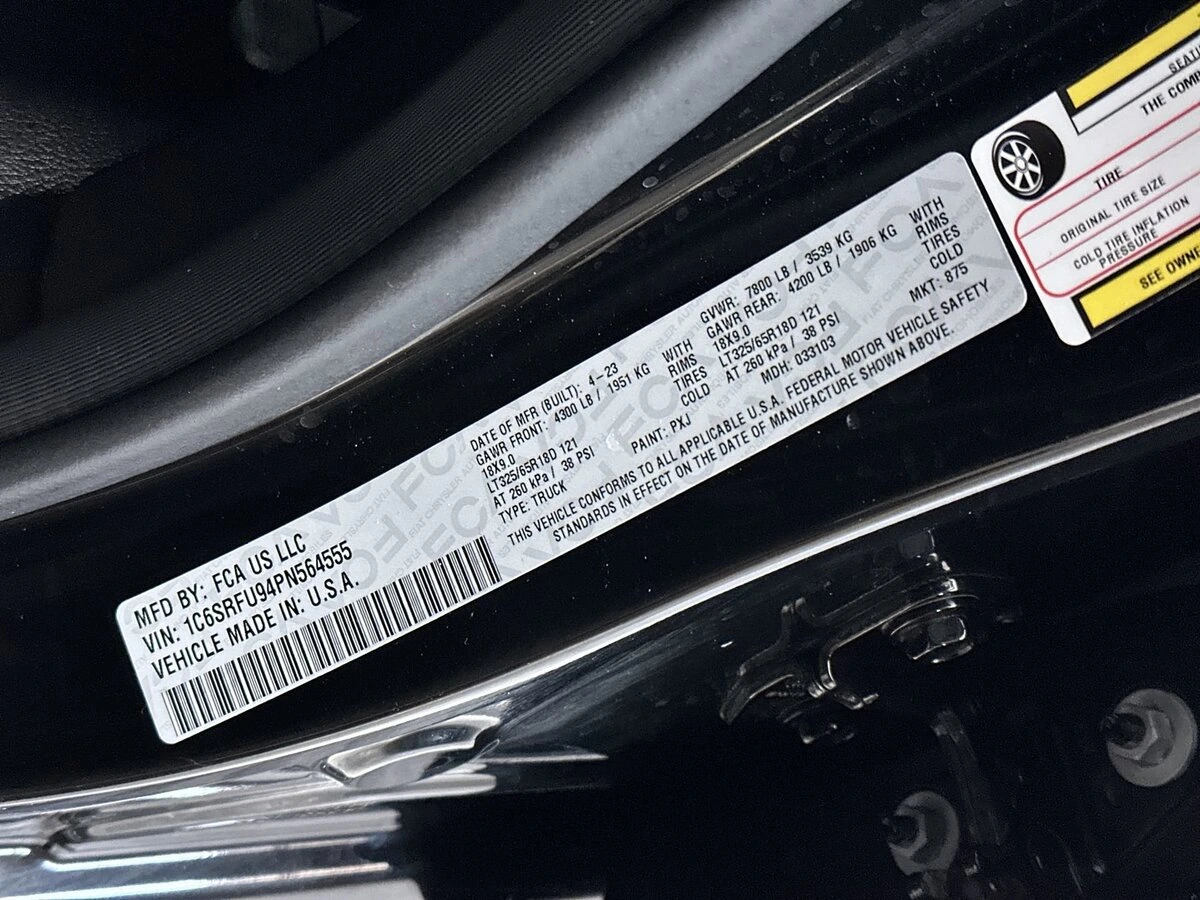 MFD BY: FCA US LLC
VIN: 1C6SRFU94PN564555
VEHICLE MADE IN: U.S.A.
DATE OF MFR (BUILT): 4-23 GVWR: 7800 LB / 3539 KG
GAWR FRONT: 4300 LB / 1951 KG WITH GAWR REAR: 4200 LB / 1906 KG WITH
18X9.0 RIMS 18X9.0 RIMS
LT325/65R18D 121 TIRES LT325/65R18D 121 TIRES
AT 260 kPa / 38 PSI COLD AT 260 kPa / 38 PSI COLD
TYPE: TRUCK PAINT: PXJ MDH: 033103 MKT: 875
THIS VEHICLE CONFORMS TO ALL APPLICABLE U.S.A. FEDERAL MOTOR VEHICLE SAFETY
STANDARDS IN EFFECT ON THE DATE OF MANUFACTURE SHOWN ABOVE.
THE
TIRE
ORIGINAL TIRE SIZE
COLD TIRE INFLATION
PRESSURE
SEE